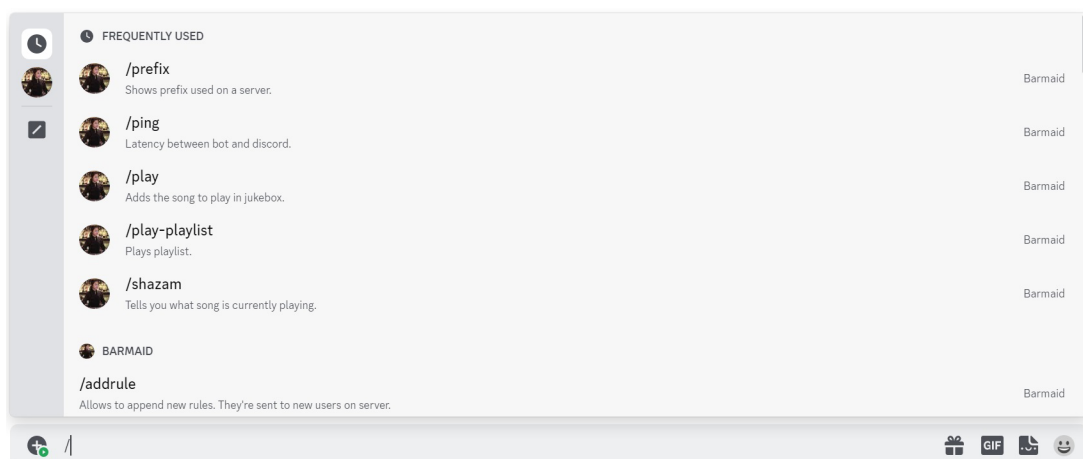 FREQUENTLY USED
/prefix
Shows prefix used on a server.
Barmaid
/ping
Latency between bot and discord.
Barmaid
/play
Adds the song to play in jukebox.
Barmaid
/play-playlist
Plays playlist.
Barmaid
/shazam
Tells you what song is currently playing.
Barmaid
BARMAID
/addrule
Allows to append new rules. They're sent to new users on server.
Barmaid
/
GIF